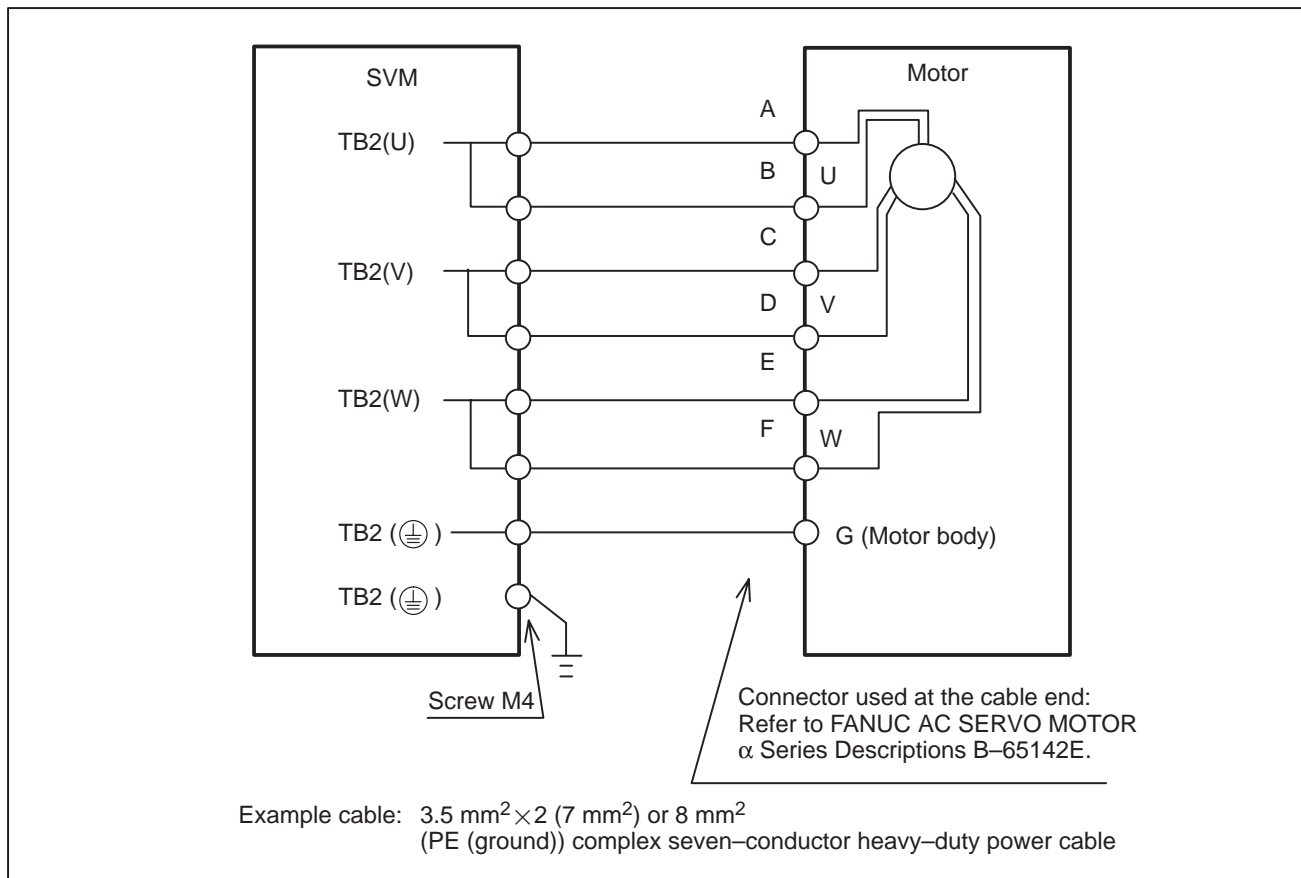 SVM
Motor
A
TB2(U)
B
U
C
TB2(V)
D
V
E
TB2(W)
F
W
TB2 (⏚)
G (Motor body)
TB2 (⏚)
Screw M4
Connector used at the cable end:
Refer to FANUC AC SERVO MOTOR
α Series Descriptions B–65142E.
Example cable: 3.5 mm²×2 (7 mm²) or 8 mm²
(PE (ground)) complex seven–conductor heavy–duty power cable